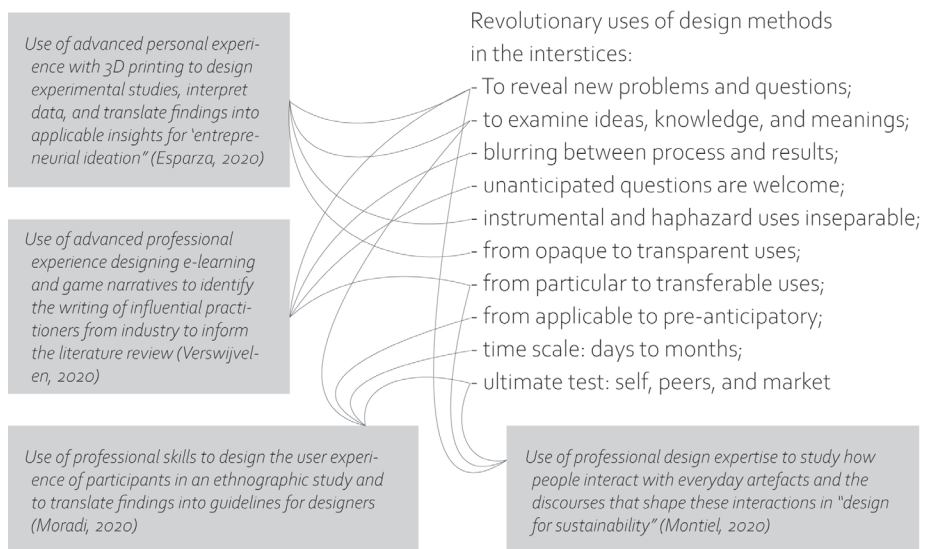 Use of advanced personal experi-
ence with 3D printing to design
experimental studies, interpret
data, and translate findings into
applicable insights for ‘entrepre-
neurial ideation” (Esparza, 2020)
Use of advanced professional
experience designing e-learning
and game narratives to identify
the writing of influential practi-
tioners from industry to inform
the literature review (Verswijvel-
en, 2020)
Revolutionary uses of design methods
in the interstices:
- To reveal new problems and questions;
- to examine ideas, knowledge, and meanings;
- blurring between process and results;
- unanticipated questions are welcome;
- instrumental and haphazard uses inseparable;
- from opaque to transparent uses;
- from particular to transferable uses;
- from applicable to pre-anticipatory;
- time scale: days to months;
- ultimate test: self, peers, and market
Use of professional skills to design the user experi-
ence of participants in an ethnographic study and
to translate findings into guidelines for designers
(Moradi, 2020)
Use of professional design expertise to study how
people interact with everyday artefacts and the
discourses that shape these interactions in “design
for sustainability” (Montiel, 2020)